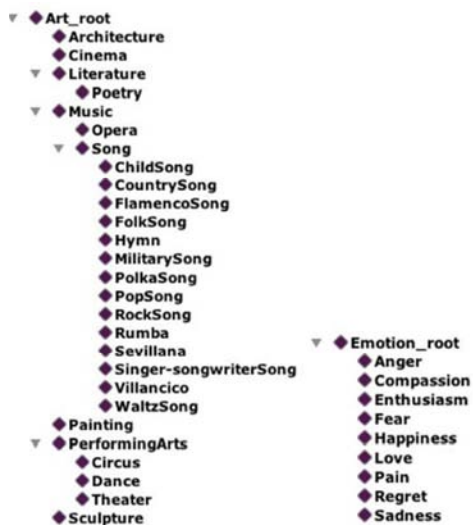 Art_root
Architecture
Cinema
Literature
Poetry
Music
Opera
Song
ChildSong
CountrySong
FlamencoSong
FolkSong
Hymn
MilitarySong
PolkaSong
PopSong
RockSong
Rumba
Sevillana
Singer-songwriterSong
Villancico
WaltzSong
Painting
PerformingArts
Circus
Dance
Theater
Sculpture
Emotion_root
Anger
Compassion
Enthusiasm
Fear
Happiness
Love
Pain
Regret
Sadness